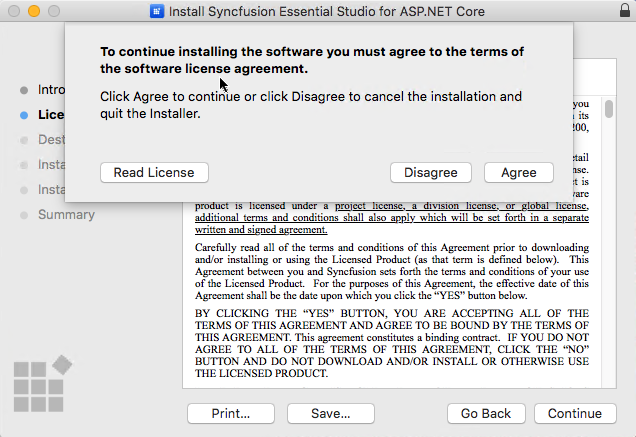 Install Syncfusion Essential Studio for ASP.NET Core
To continue installing the software you must agree to the terms of
the software license agreement.
Click Agree to continue or click Disagree to cancel the installation and
quit the Installer.
Read License
Disagree
Agree
Intro
Lice
Dest
Insta
Insta
Summary
you
its
200,
etail
nse.
ct is
ware
product is licensed under a project license, a division license, or global license,
additional terms and conditions shall also apply which will be set forth in a separate
written and signed agreement.
Carefully read all of the terms and conditions of this Agreement prior to downloading
and/or installing or using the Licensed Product (as that term is defined below). This
Agreement between you and Syncfusion sets forth the terms and conditions of your use
of the Licensed Product. For the purposes of this Agreement, the effective date of this
Agreement shall be the date upon which you click the “YES” button below.
BY CLICKING THE “YES” BUTTON, YOU ARE ACCEPTING ALL OF THE
TERMS OF THIS AGREEMENT AND AGREE TO BE BOUND BY THE TERMS OF
THIS AGREEMENT. This agreement constitutes a binding contract. IF YOU DO NOT
AGREE TO ALL OF THE TERMS OF THIS AGREEMENT, CLICK THE “NO”
BUTTON AND DO NOT DOWNLOAD AND/OR INSTALL OR OTHERWISE USE
THE LICENSED PRODUCT.
Print...
Save...
Go Back
Continue